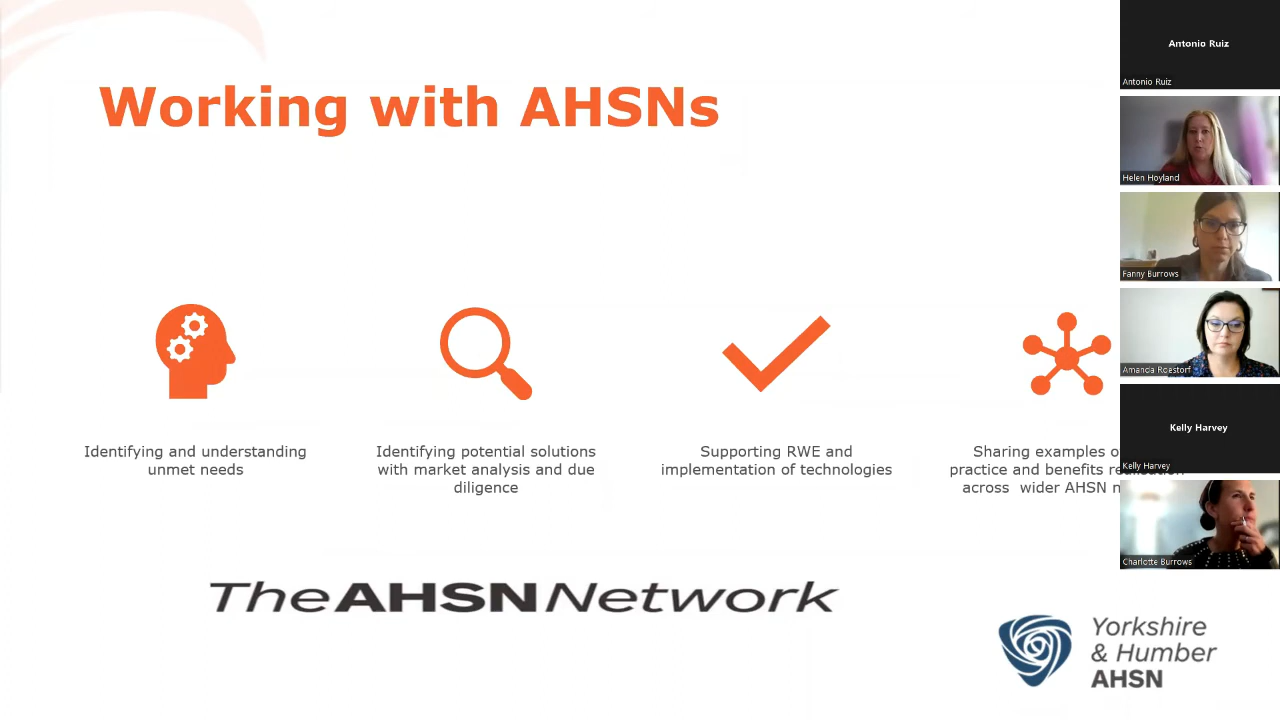 Working with AHSNs
Identifying and understanding
unmet needs
Identifying potential solutions
with market analysis and due
diligence
Supporting RWE and
implementation of technologies
Sharing examples
practice and benefits
across wider AHSN
TheAHSNNetwork
Yorkshire
& Humber
AHSN
Antonio Ruiz
Antonio Ruiz
Helen Hoyland
Fanny Burrows
Amanda Roestorf
Kelly Harvey
Kelly Harvey
Charlotte Burrows